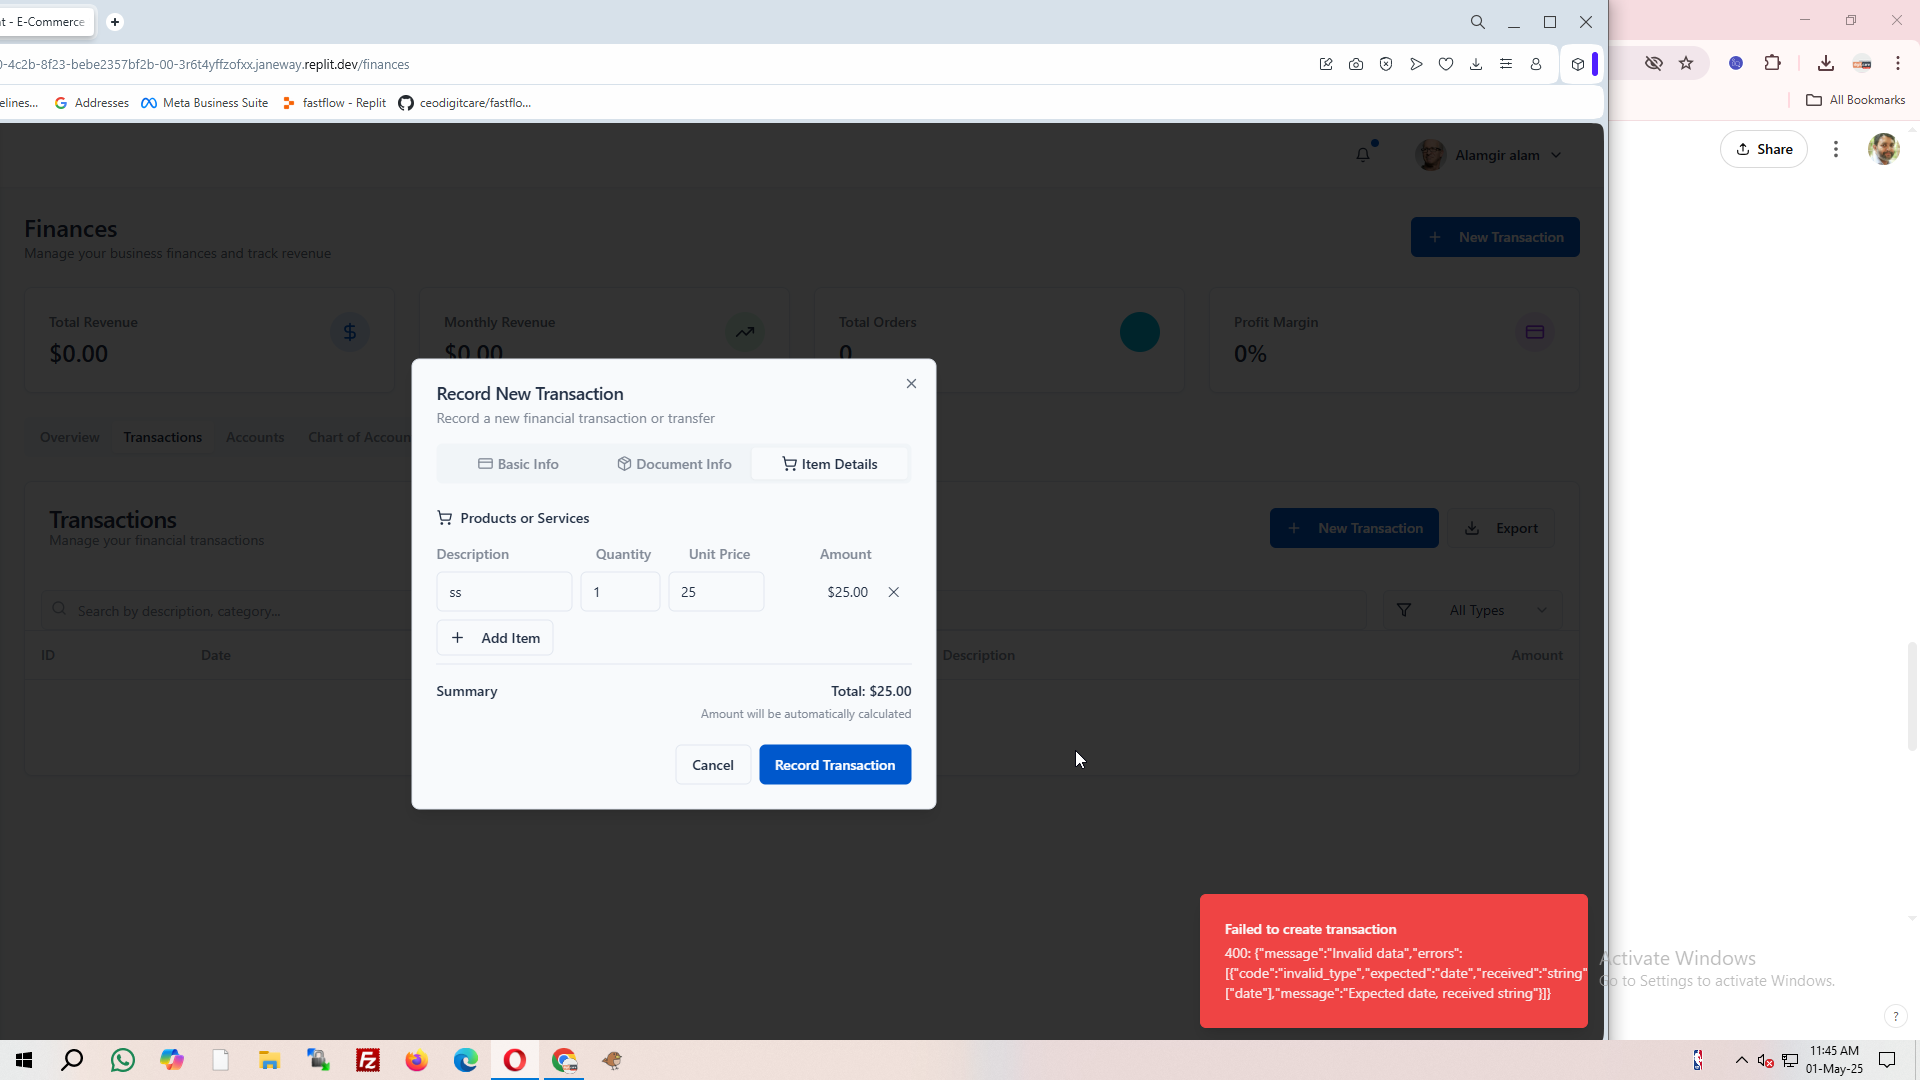 t - E-Commerce
0-4c2b-8f23-bebe2357bf2b-00-3r6t4yffzofxx.janeway.replit.dev/finances
elines...
Addresses
Meta Business Suite
fastflow - Replit
ceodigitcare/fastflo...
All Bookmarks
Share
Alamgir alam
Finances
Manage your business finances and track revenue
New Transaction
Total Revenue
$0.00
Monthly Revenue
$0.00
Total Orders
0
Profit Margin
0%
Overview
Transactions
Accounts
Chart of Accoun
Transactions
Manage your financial transactions
New Transaction
Export
Search by description, category...
All Types
ID
Date
Description
Amount
Record New Transaction
Record a new financial transaction or transfer
Basic Info
Document Info
Item Details
Products or Services
Description
Quantity
Unit Price
Amount
ss
1
25
$25.00
Add Item
Summary
Total: $25.00
Amount will be automatically calculated
Cancel
Record Transaction
Failed to create transaction
400: {"message":"Invalid data","errors":
[{"code":"invalid_type","expected":"date","received":"string"
["date"],"message":"Expected date, received string"}]}
Activate Windows
Go to Settings to activate Windows.
?
11:45 AM
01-May-25